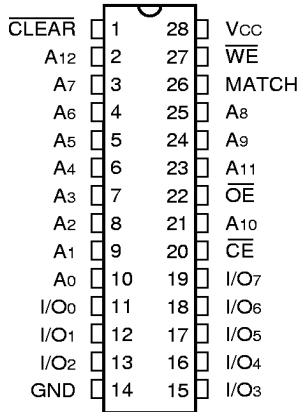 CLEAR 1 28 Vcc
A12 2 27 WE
A7 3 26 MATCH
A6 4 25 A8
A5 5 24 A9
A4 6 23 A11
A3 7 22 OE
A2 8 21 A10
A1 9 20 CE
A0 10 19 I/O7
I/O0 11 18 I/O6
I/O1 12 17 I/O5
I/O2 13 16 I/O4
GND 14 15 I/O3